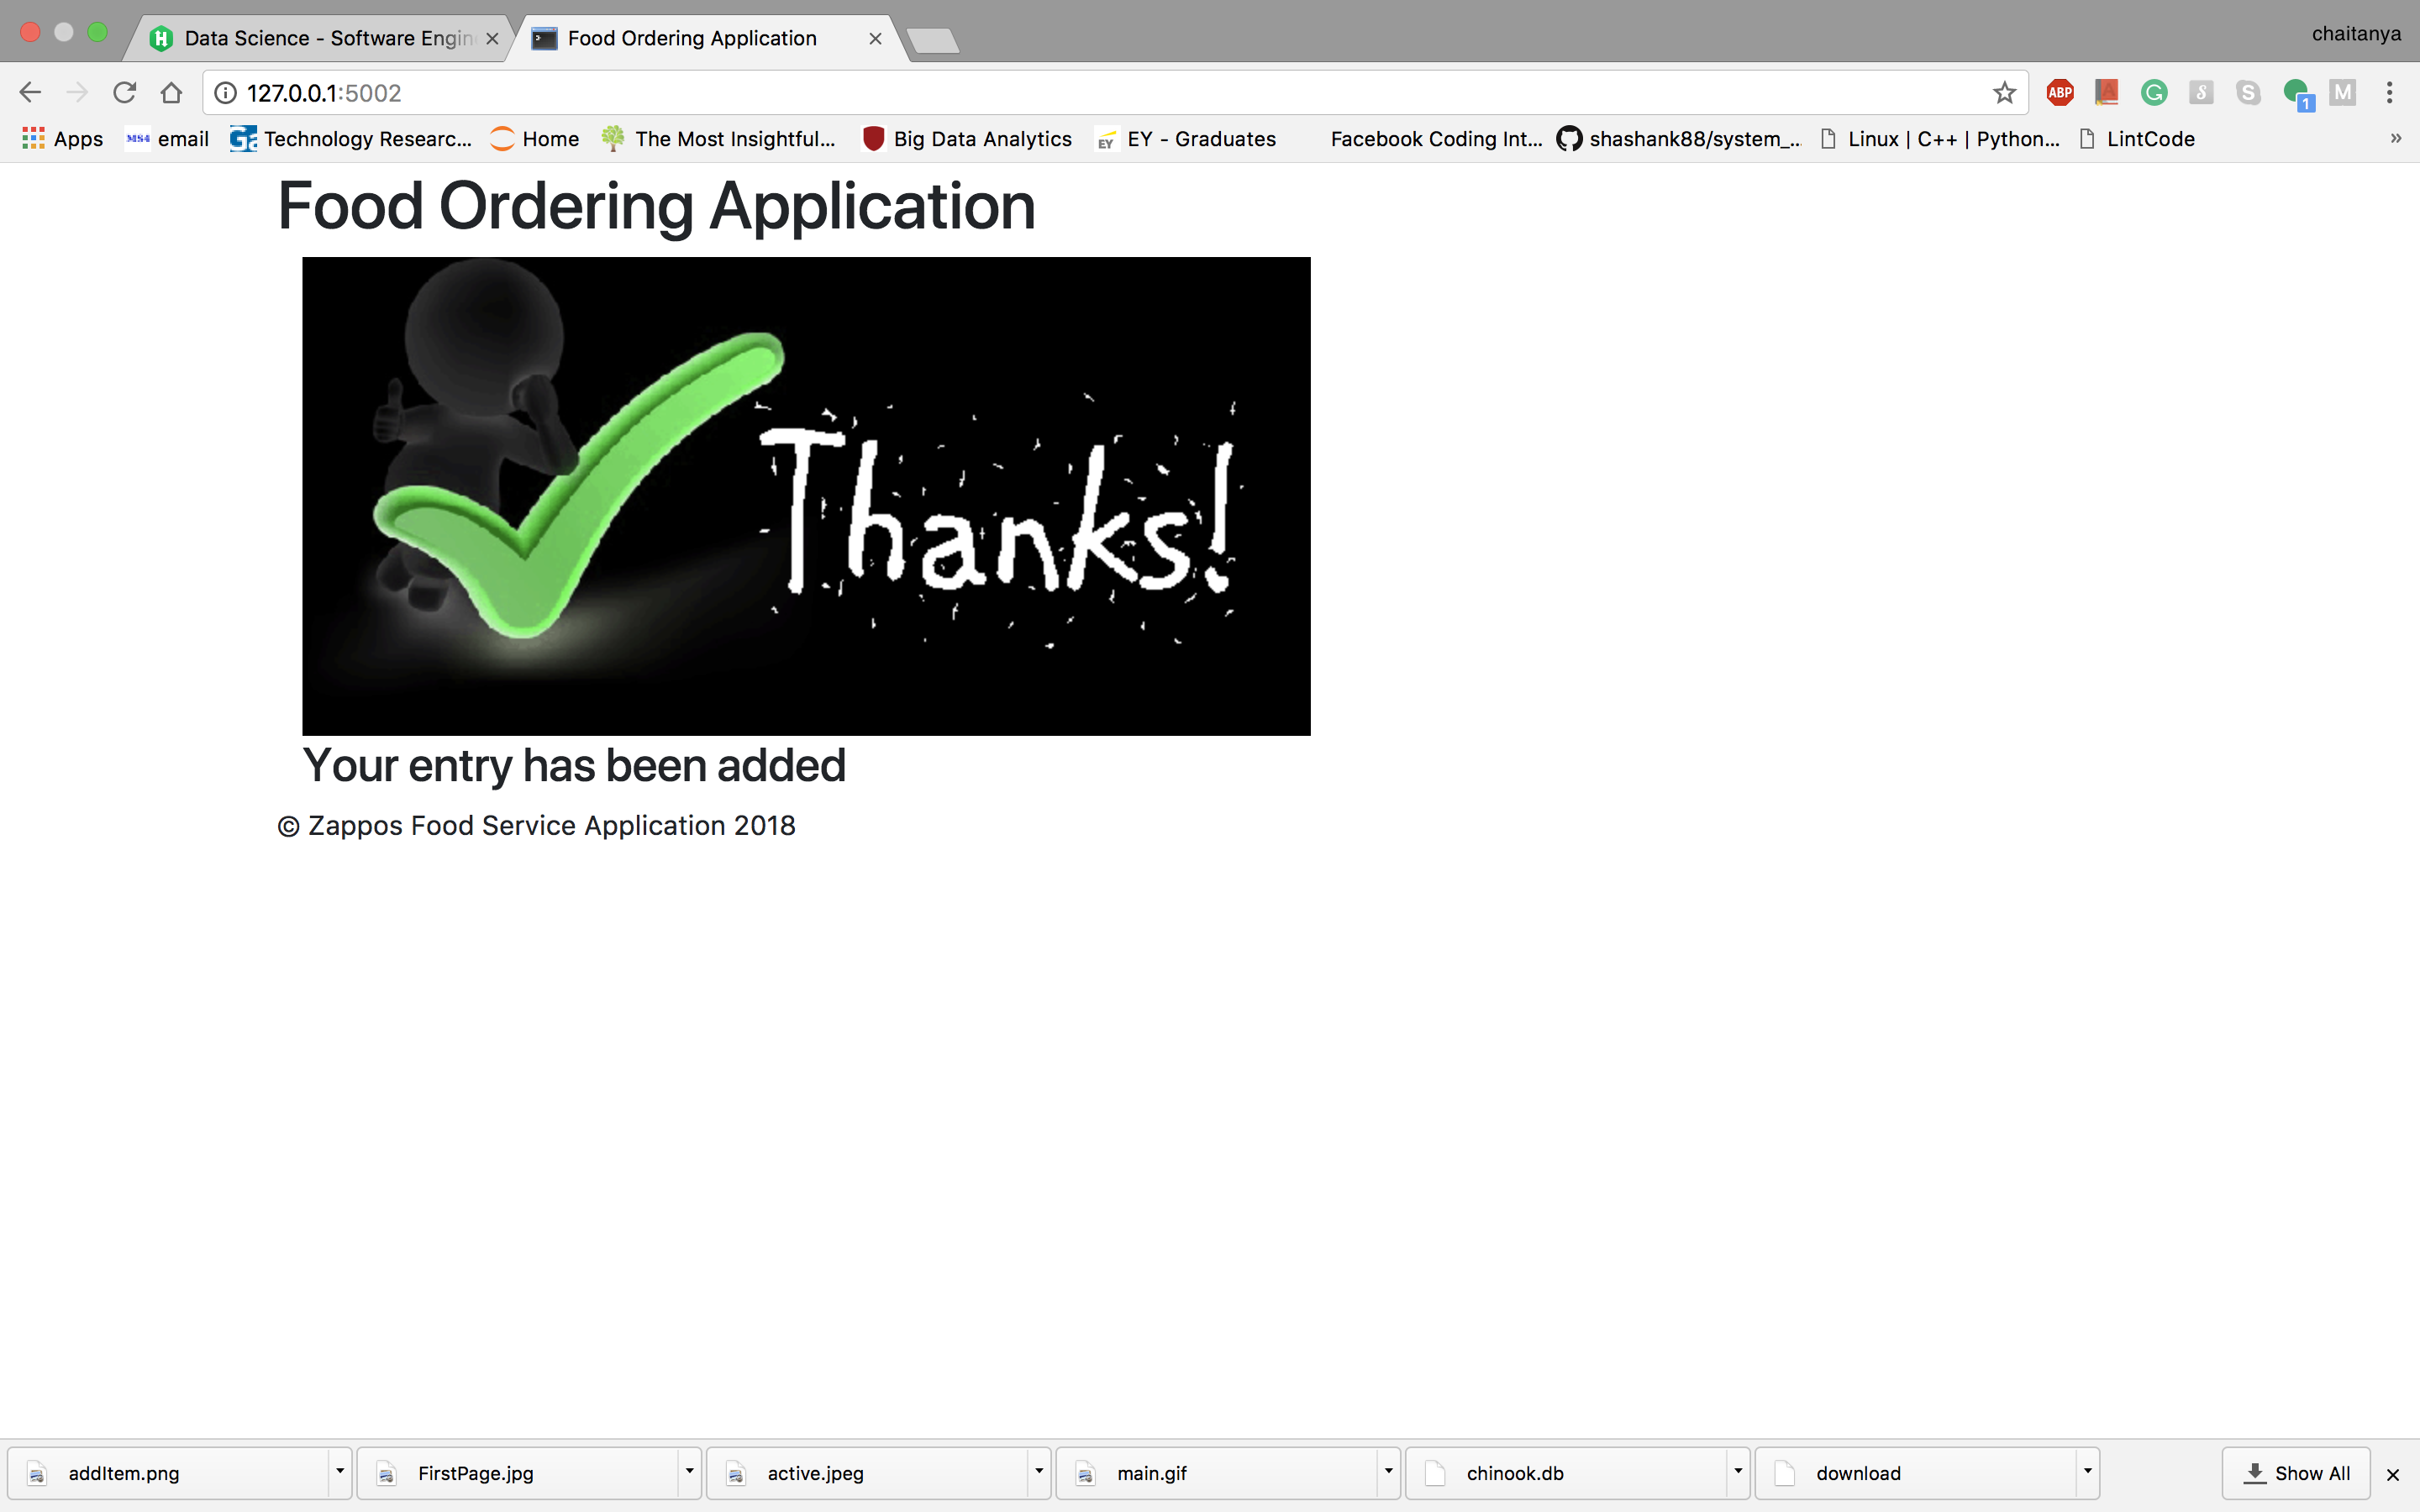 Data Science - Software Engin
Food Ordering Application
chaitanya
127.0.0.1:5002
ABP
1
M
Apps
MS4 email
Technology Researc...
Home
The Most Insightful...
Big Data Analytics
EY EY - Graduates
Facebook Coding Int...
shashank88/system_...
Linux | C++ | Python...
LintCode
»
Food Ordering Application
Thanks!
Your entry has been added
© Zappos Food Service Application 2018
addItem.png
FirstPage.jpg
active.jpeg
main.gif
chinook.db
download
Show All